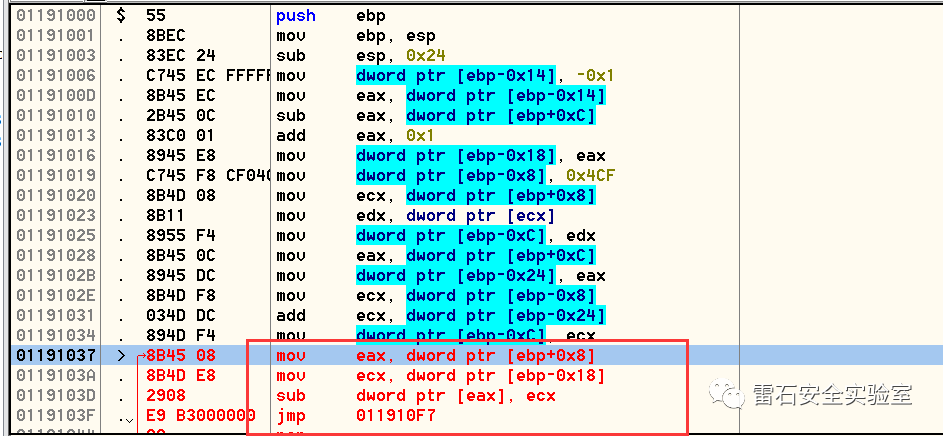 01191000 $ 55 push ebp
01191001 . 8BEC mov ebp, esp
01191003 . 83EC 24 sub esp, 0x24
01191006 . C745 EC FFFFF mov dword ptr [ebp-0x14], -0x1
0119100D . 8B45 EC mov eax, dword ptr [ebp-0x14]
01191010 . 2B45 0C sub eax, dword ptr [ebp+0xC]
01191013 . 83C0 01 add eax, 0x1
01191016 . 8945 E8 mov dword ptr [ebp-0x18], eax
01191019 . C745 F8 CF040 mov dword ptr [ebp-0x8], 0x4CF
01191020 . 8B4D 08 mov ecx, dword ptr [ebp+0x8]
01191023 . 8B11 mov edx, dword ptr [ecx]
01191025 . 8955 F4 mov dword ptr [ebp-0xC], edx
01191028 . 8B45 0C mov eax, dword ptr [ebp+0xC]
0119102B . 8945 DC mov dword ptr [ebp-0x24], eax
0119102E . 8B4D F8 mov ecx, dword ptr [ebp-0x8]
01191031 . 034D DC add ecx, dword ptr [ebp-0x24]
01191034 . 894D F4 mov dword ptr [ebp-0xC], ecx
01191037 > 8B45 08 mov eax, dword ptr [ebp+0x8]
0119103A . 8B4D E8 mov ecx, dword ptr [ebp-0x18]
0119103D . 2908 sub dword ptr [eax], ecx
0119103F . E9 B3000000 jmp 011910F7
雷石安全实验室